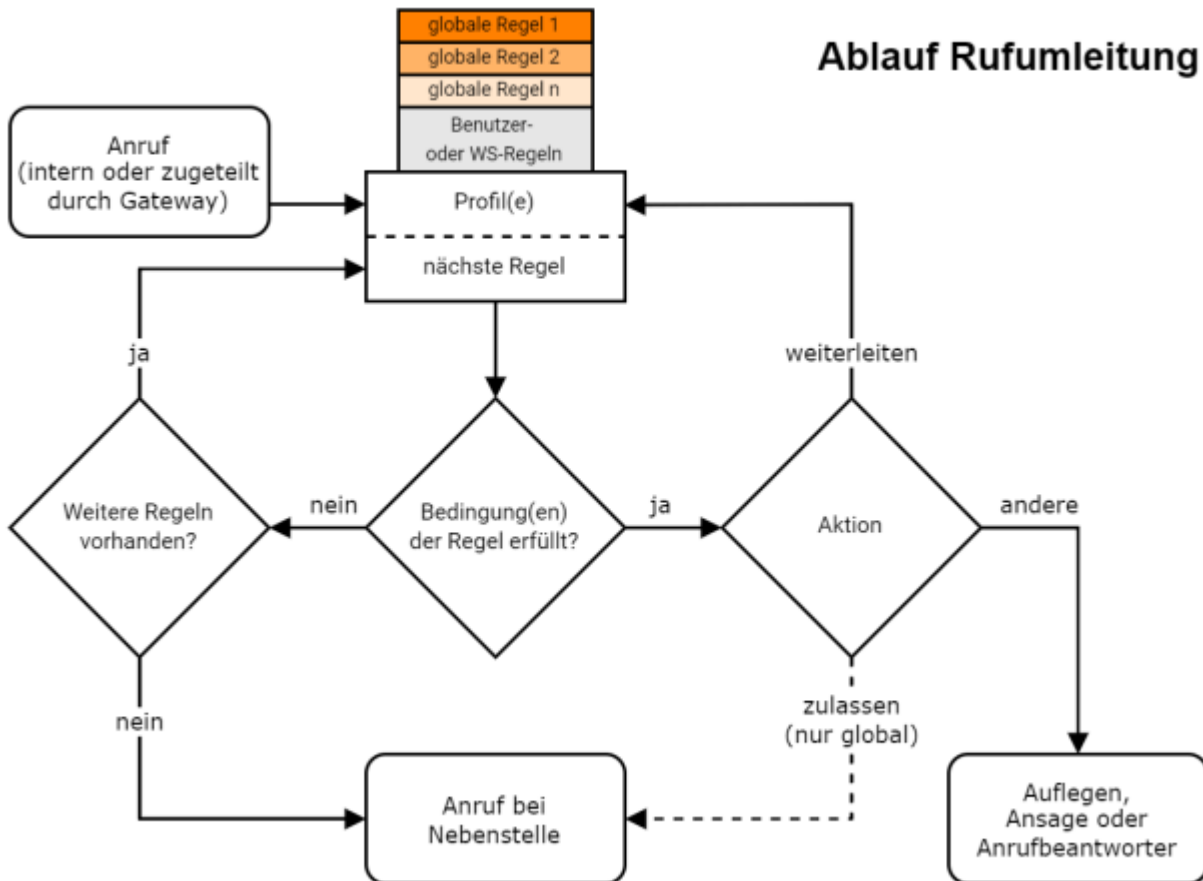 globale Regel 1
globale Regel 2
globale Regel n
Benutzer-
oder WS-Regeln
Ablauf Rufumleitung
Anruf
(intern oder zugeteilt
durch Gateway)
Profil(e)
nächste Regel
ja
weiterleiten
Weitere Regeln
vorhanden?
nein
Bedingung(en)
der Regel erfüllt?
ja
Aktion
andere
nein
zulassen
(nur global)
Anruf bei
Nebenstelle
Auflegen,
Ansage oder
Anrufbeantworter